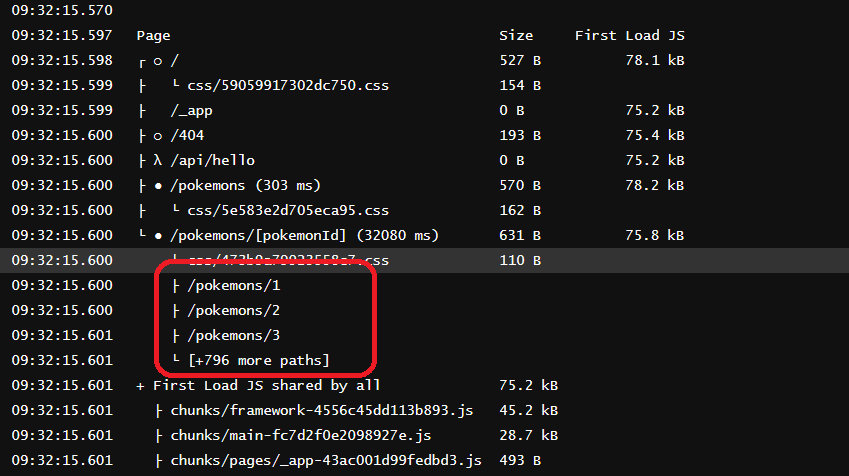 09:32:15.570
09:32:15.597 Page Size First Load JS
09:32:15.598 ┌ ○ / 527 B 78.1 kB
09:32:15.599 ├ └ css/59059917302dc750.css 154 B
09:32:15.599 ├ /_app 0 B 75.2 kB
09:32:15.600 ├ ○ /404 193 B 75.4 kB
09:32:15.600 ├ λ /api/hello 0 B 75.2 kB
09:32:15.600 ├ ● /pokemons (303 ms) 570 B 78.2 kB
09:32:15.600 ├ └ css/5e583e2d705eca95.css 162 B
09:32:15.600 └ ● /pokemons/[pokemonId] (32080 ms) 631 B 75.8 kB
09:32:15.600 ├ 110 B
09:32:15.600 ├ /pokemons/1
09:32:15.600 ├ /pokemons/2
09:32:15.601 ├ /pokemons/3
09:32:15.601 └ [+796 more paths]
09:32:15.601 + First Load JS shared by all 75.2 kB
09:32:15.601 ├ chunks/framework-4556c45dd113b893.js 45.2 kB
09:32:15.601 ├ chunks/main-fc7d2f0e2098927e.js 28.7 kB
09:32:15.601 ├ chunks/pages/_app-43ac001d99fedbd3.js 493 B